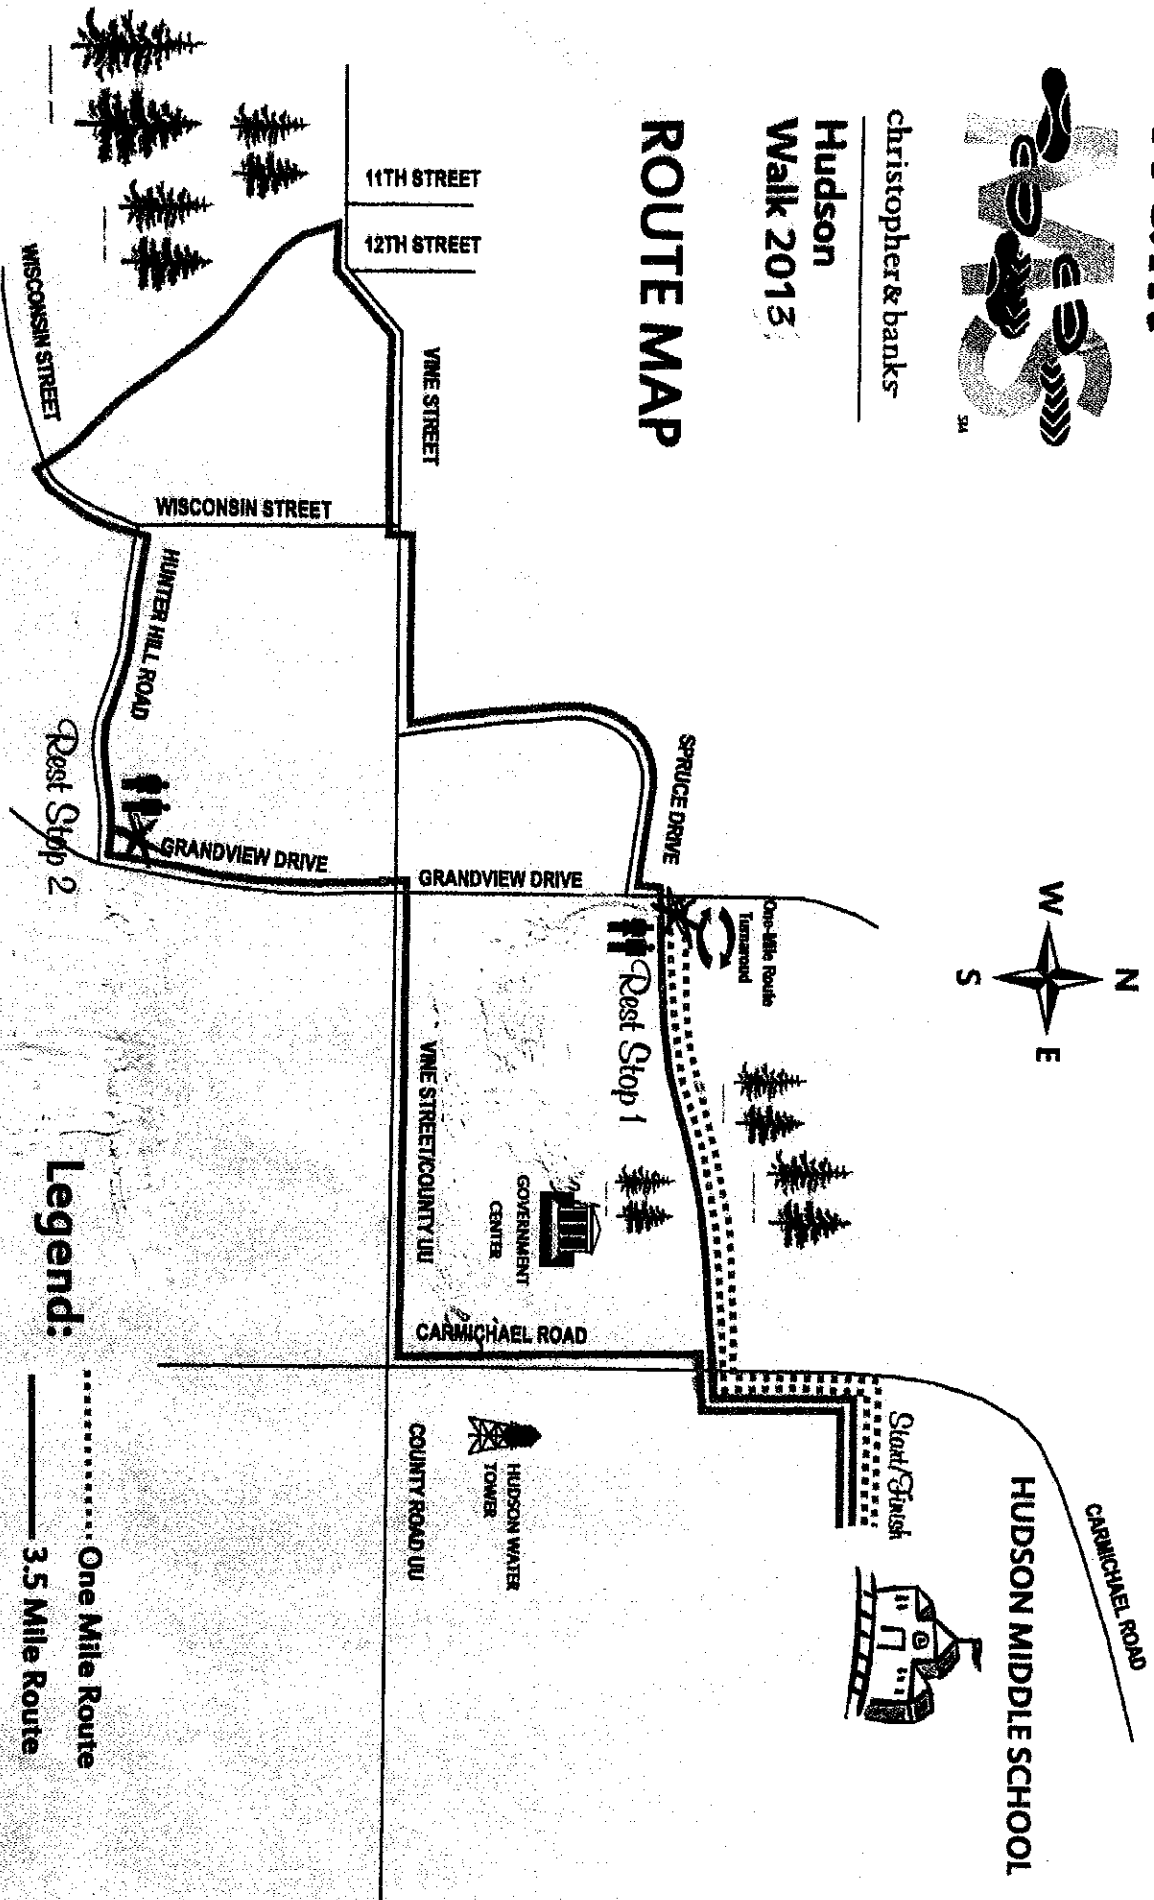 christopher&banks
Hudson
Walk 2013
ROUTE MAP
SM
W
N
S
E
11TH STREET
12TH STREET
VINE STREET
WISCONSIN STREET
WISCONSIN STREET
HUNTER HILL ROAD
Rest Stop 2
GRANDVIEW DRIVE
GRANDVIEW DRIVE
SPRUCE DRIVE
One-Mile Route
Turnaround
Rest Stop 1
VINE STREET/COUNTY UU
GOVERNMENT
CENTER
CARMICHAEL ROAD
Start/Finish
HUDSON MIDDLE SCHOOL
CARMICHAEL ROAD
HUDSON WATER
TOWER
COUNTY ROAD UU
Legend:
One Mile Route
3.5 Mile Route